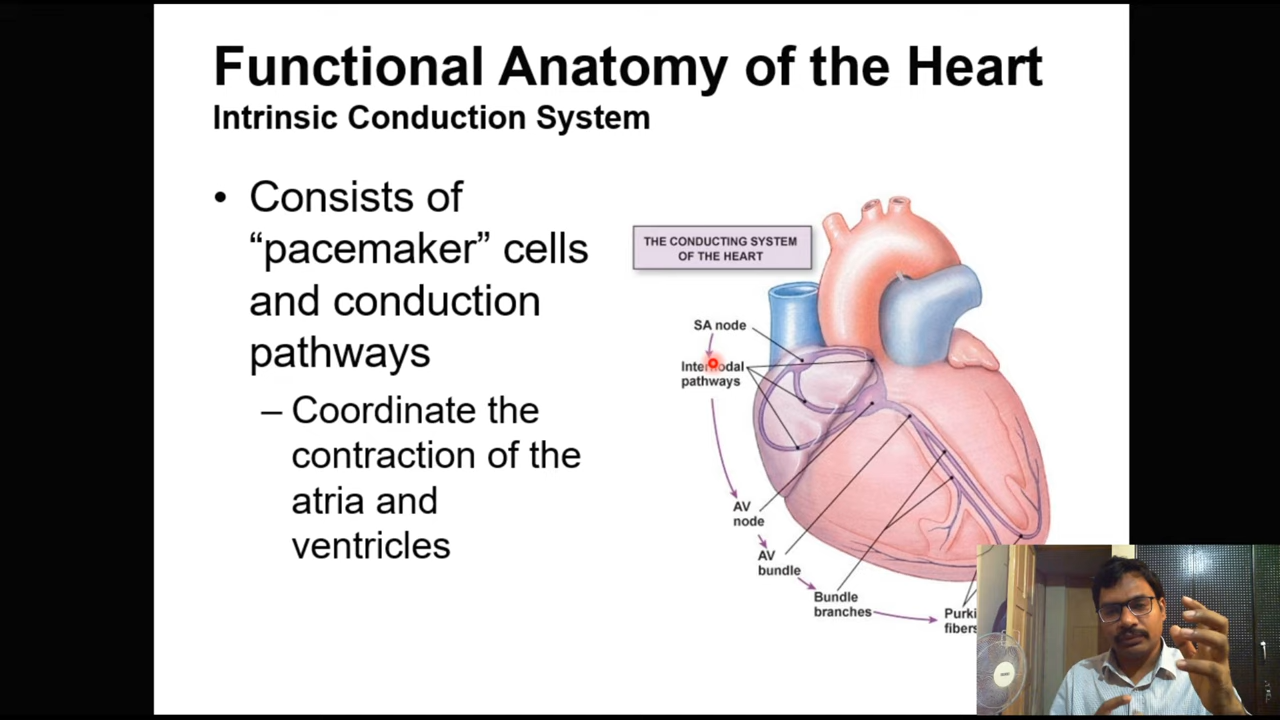 Functional Anatomy of the Heart
Intrinsic Conduction System
• Consists of
“pacemaker” cells
and conduction
pathways
– Coordinate the
contraction of the
atria and
ventricles
THE CONDUCTING SYSTEM
OF THE HEART
SA node
Internodal
pathways
AV
node
AV
bundle
Bundle
branches
Purki
fibers